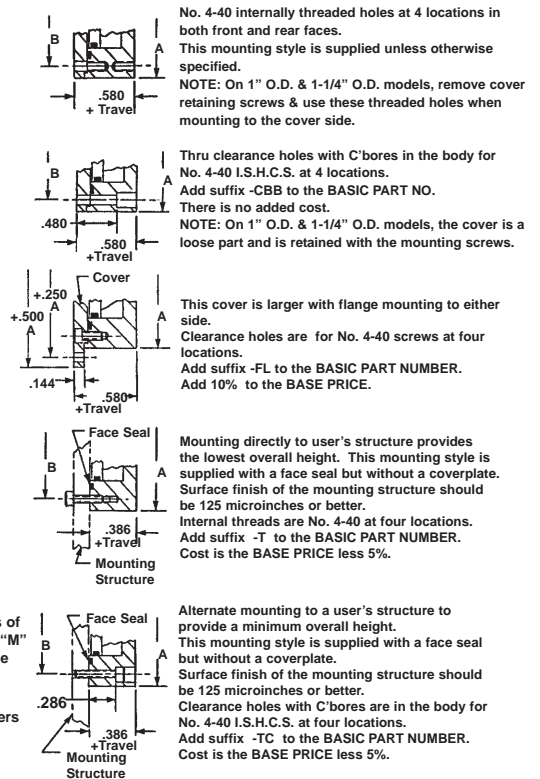 No. 4-40 internally threaded holes at 4 locations in
both front and rear faces.
This mounting style is supplied unless otherwise
specified.
NOTE: On 1” O.D. & 1-1/4” O.D. models, remove cover
retaining screws & use these threaded holes when
mounting to the cover side.
B
A
.580
+ Travel
Thru clearance holes with C’bores in the body for
No. 4-40 I.S.H.C.S. at 4 locations.
Add suffix -CBB to the BASIC PART NO.
There is no added cost.
NOTE: On 1” O.D. & 1-1/4” O.D. models, the cover is a
loose part and is retained with the mounting screws.
B
A
.480
.580
+Travel
Cover
+.250
A
+.500
A
A
.144
.580
+Travel
This cover is larger with flange mounting to either
side.
Clearance holes are for No. 4-40 screws at four
locations.
Add suffix -FL to the BASIC PART NUMBER.
Add 10% to the BASE PRICE.
Face Seal
B
A
.386
+Travel
Mounting
Structure
Mounting directly to user’s structure provides
the lowest overall height. This mounting style is
supplied with a face seal but without a coverplate.
Surface finish of the mounting structure should
be 125 microinches or better.
Internal threads are No. 4-40 at four locations.
Add suffix -T to the BASIC PART NUMBER.
Cost is the BASE PRICE less 5%.
s of
“M”
e
ers
Face Seal
B
A
.286
.386
+Travel
Mounting
Structure
Alternate mounting to a user’s structure to
provide a minimum overall height.
This mounting style is supplied with a face seal
but without a coverplate.
Surface finish of the mounting structure should
be 125 microinches or better.
Clearance holes with C’bores are in the body for
No. 4-40 I.S.H.C.S. at four locations.
Add suffix -TC to the BASIC PART NUMBER.
Cost is the BASE PRICE less 5%.